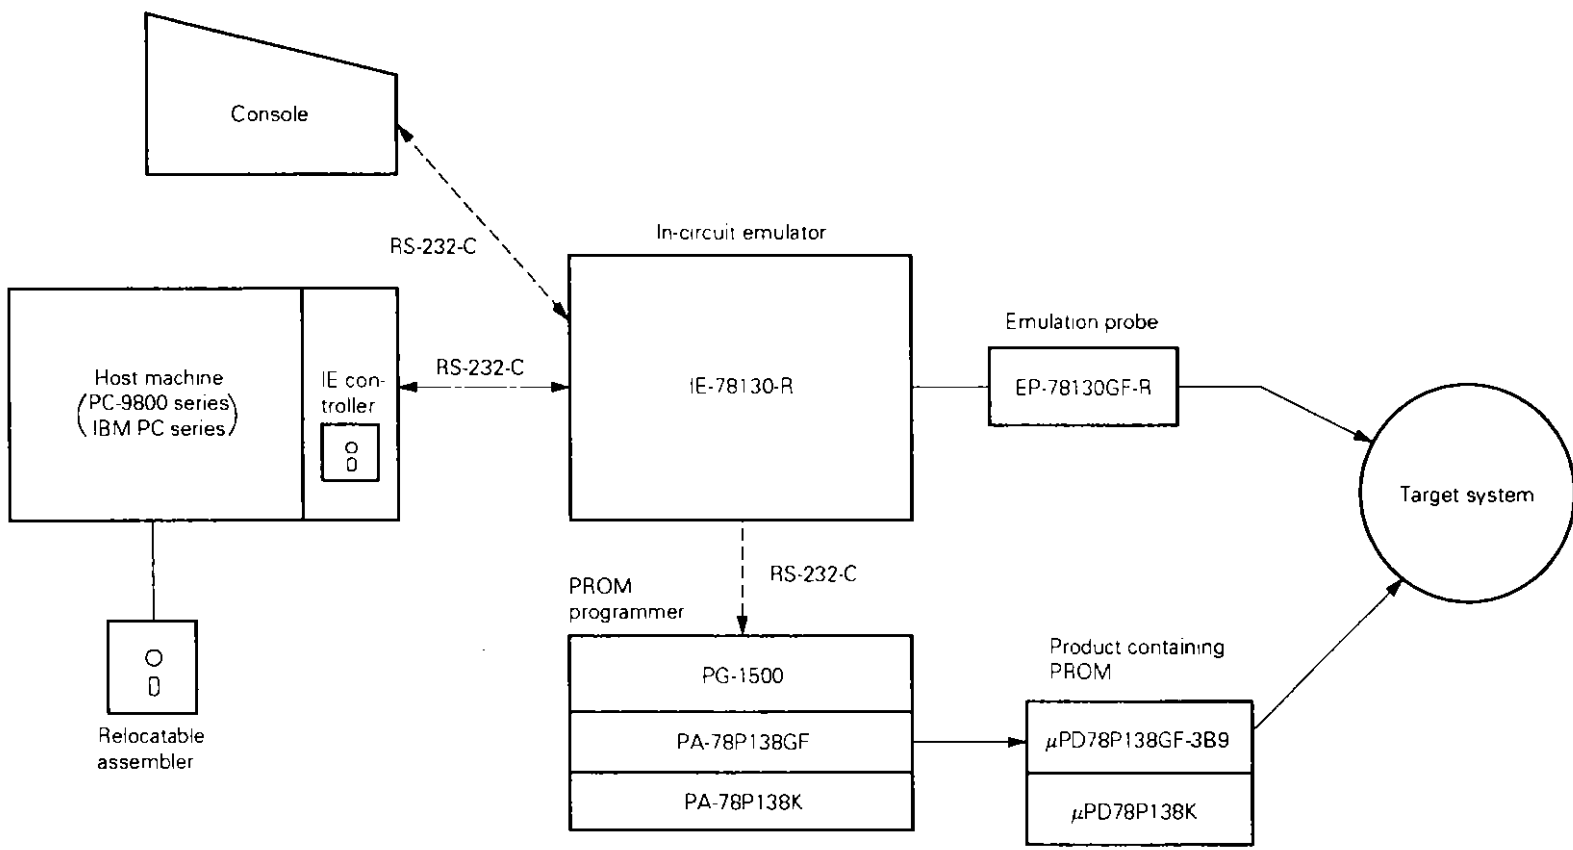 Console
RS-232-C
In-circuit emulator
Host machine
(PC-9800 series)
(IBM PC series)
IE con-
troller
RS-232-C
IE-78130-R
Emulation probe
EP-78130GF-R
Target system
RS-232-C
PROM
programmer
PG-1500
PA-78P138GF
PA-78P138K
Product containing
PROM
μPD78P138GF-3B9
μPD78P138K
Relocatable
assembler